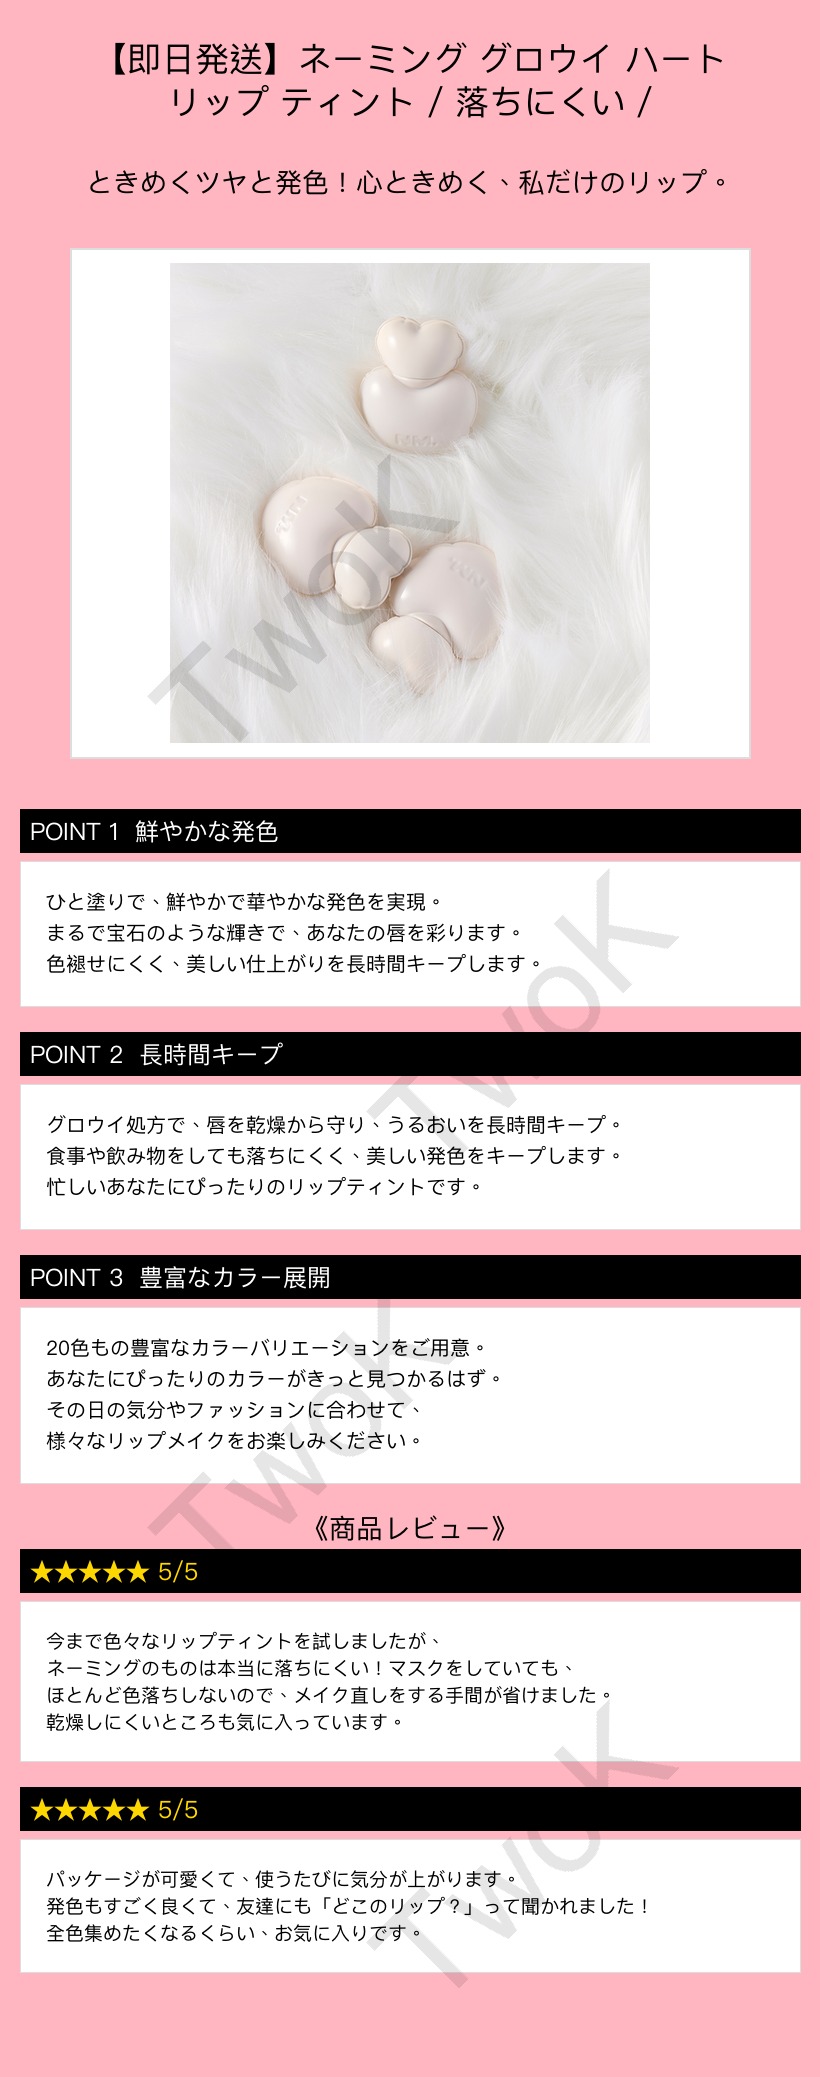 【即日発送】ネーミング グロウイ ハート
リップ ティント / 落ちにくい /
ときめくツヤと発色！心ときめく、私だけのリップ。
TwoK
POINT 1 鮮やかな発色
ひと塗りで、鮮やかで華やかな発色を実現。
まるで宝石のような輝きで、あなたの唇を彩ります。
色褪せにくく、美しい仕上がりを長時間キープします。
TwoK
POINT 2 長時間キープ
グロウイ処方で、唇を乾燥から守り、うるおいを長時間キープ。
食事や飲み物をしても落ちにくく、美しい発色をキープします。
忙しいあなたにぴったりのリップティントです。
POINT 3 豊富なカラー展開
20色もの豊富なカラーバリエーションをご用意。
あなたにぴったりのカラーがきっと見つかるはず。
その日の気分やファッションに合わせて、
様々なリップメイクをお楽しみください。
TwoK
《商品レビュー》
★★★★★ 5/5
今まで色々なリップティントを試しましたが、
ネーミングのものは本当に落ちにくい！マスクをしていても、
ほとんど色落ちしないので、メイク直しをする手間が省けました。
乾燥しにくいところも気に入っています。
★★★★★ 5/5
パッケージが可愛くて、使うたびに気分が上がります。
発色もすごく良くて、友達にも「どこのリップ？」って聞かれました！
全色集めたくなるくらい、お気に入りです。
TwoK